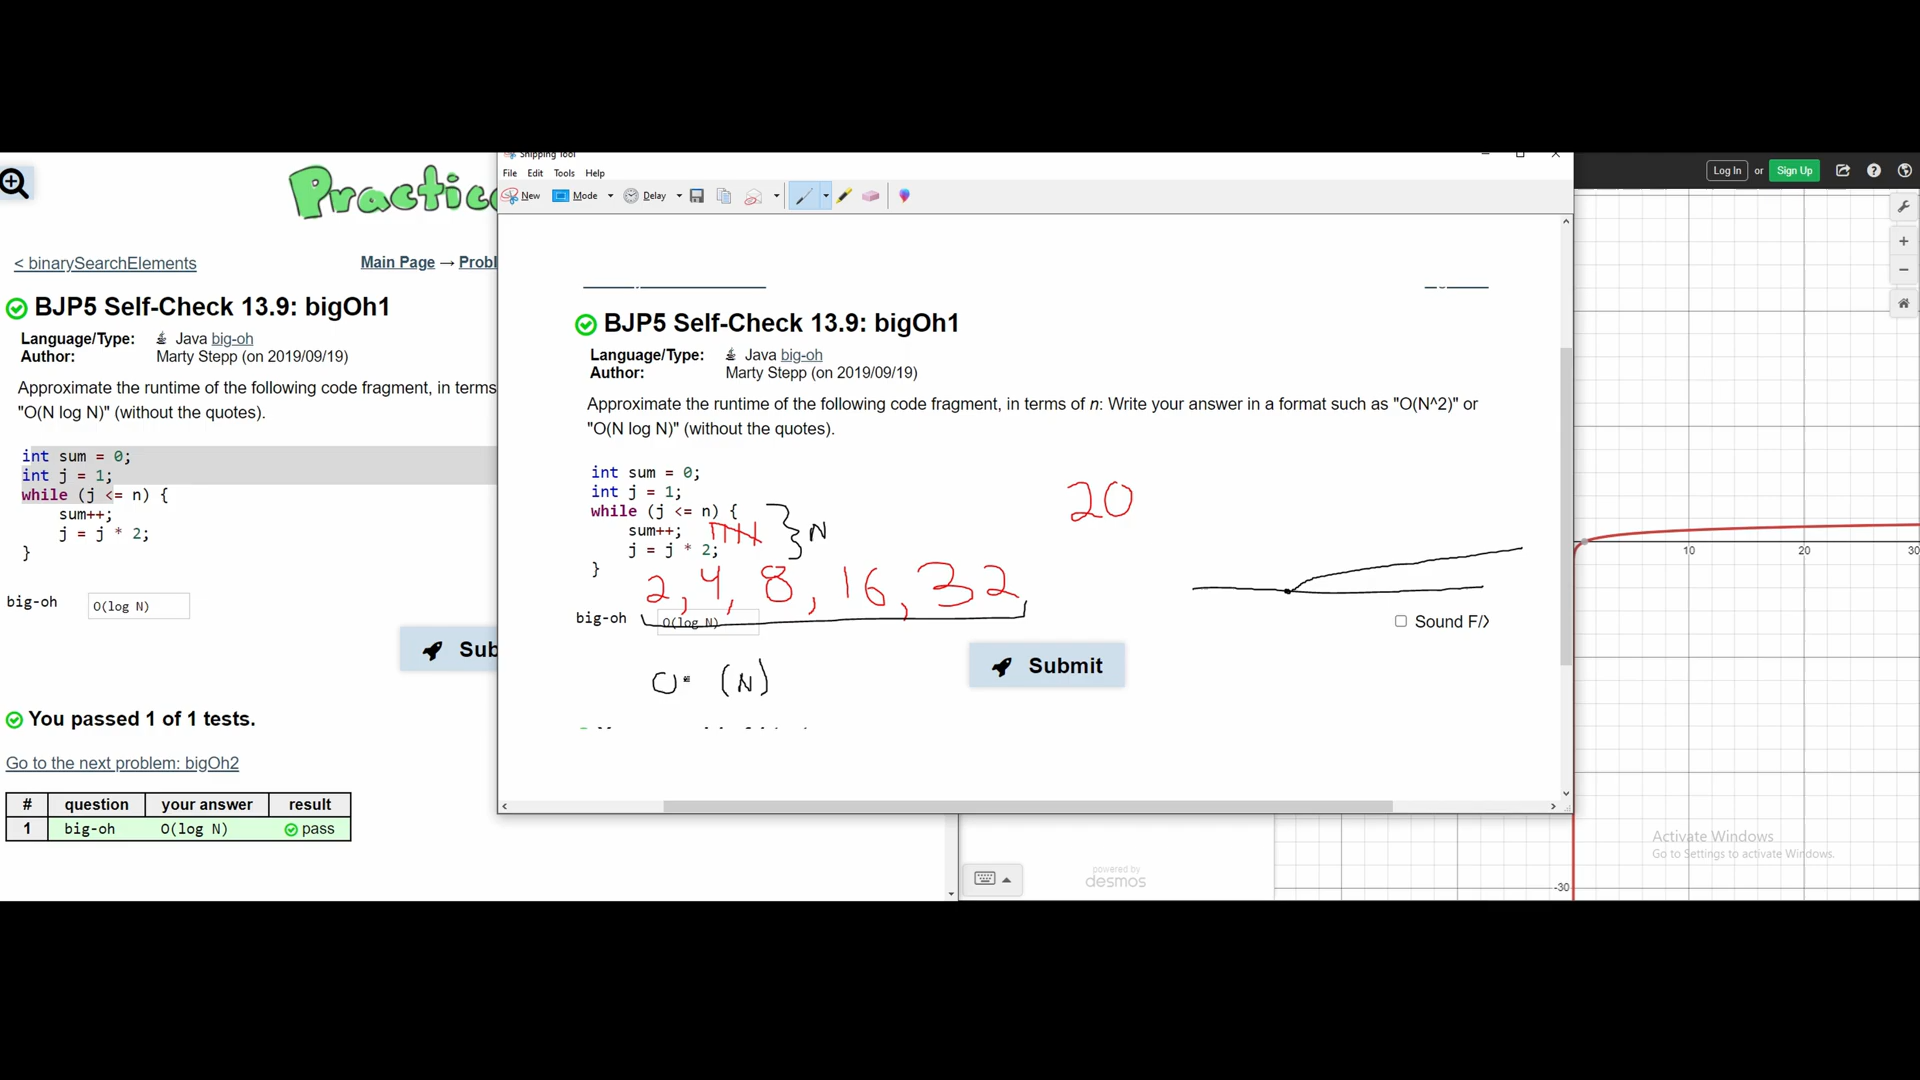 Practic
< binarySearchElements
Main Page → Probl
BJP5 Self-Check 13.9: bigOh1
Language/Type: Java big-oh
Author: Marty Stepp (on 2019/09/19)
Approximate the runtime of the following code fragment, in terms
"O(N log N)" (without the quotes).
int sum = 0;
int j = 1;
while (j <= n) {
sum++;
j = j * 2;
}
big-oh O(log N)
Sub
You passed 1 of 1 tests.
Go to the next problem: bigOh2
# question your answer result
1 big-oh O(log N) pass
Snipping Tool
File Edit Tools Help
New Mode Delay
BJP5 Self-Check 13.9: bigOh1
Language/Type: Java big-oh
Author: Marty Stepp (on 2019/09/19)
Approximate the runtime of the following code fragment, in terms of n: Write your answer in a format such as "O(N^2)" or
"O(N log N)" (without the quotes).
int sum = 0;
int j = 1;
while (j <= n) {
sum++;
j = j * 2;
}
N
20
2, 4, 8, 16, 32
big-oh O(log N)
Sound F/
Submit
O (N)
Log In or Sign Up
10 20 30
-30
powered by
desmos
Activate Windows
Go to Settings to activate Windows.